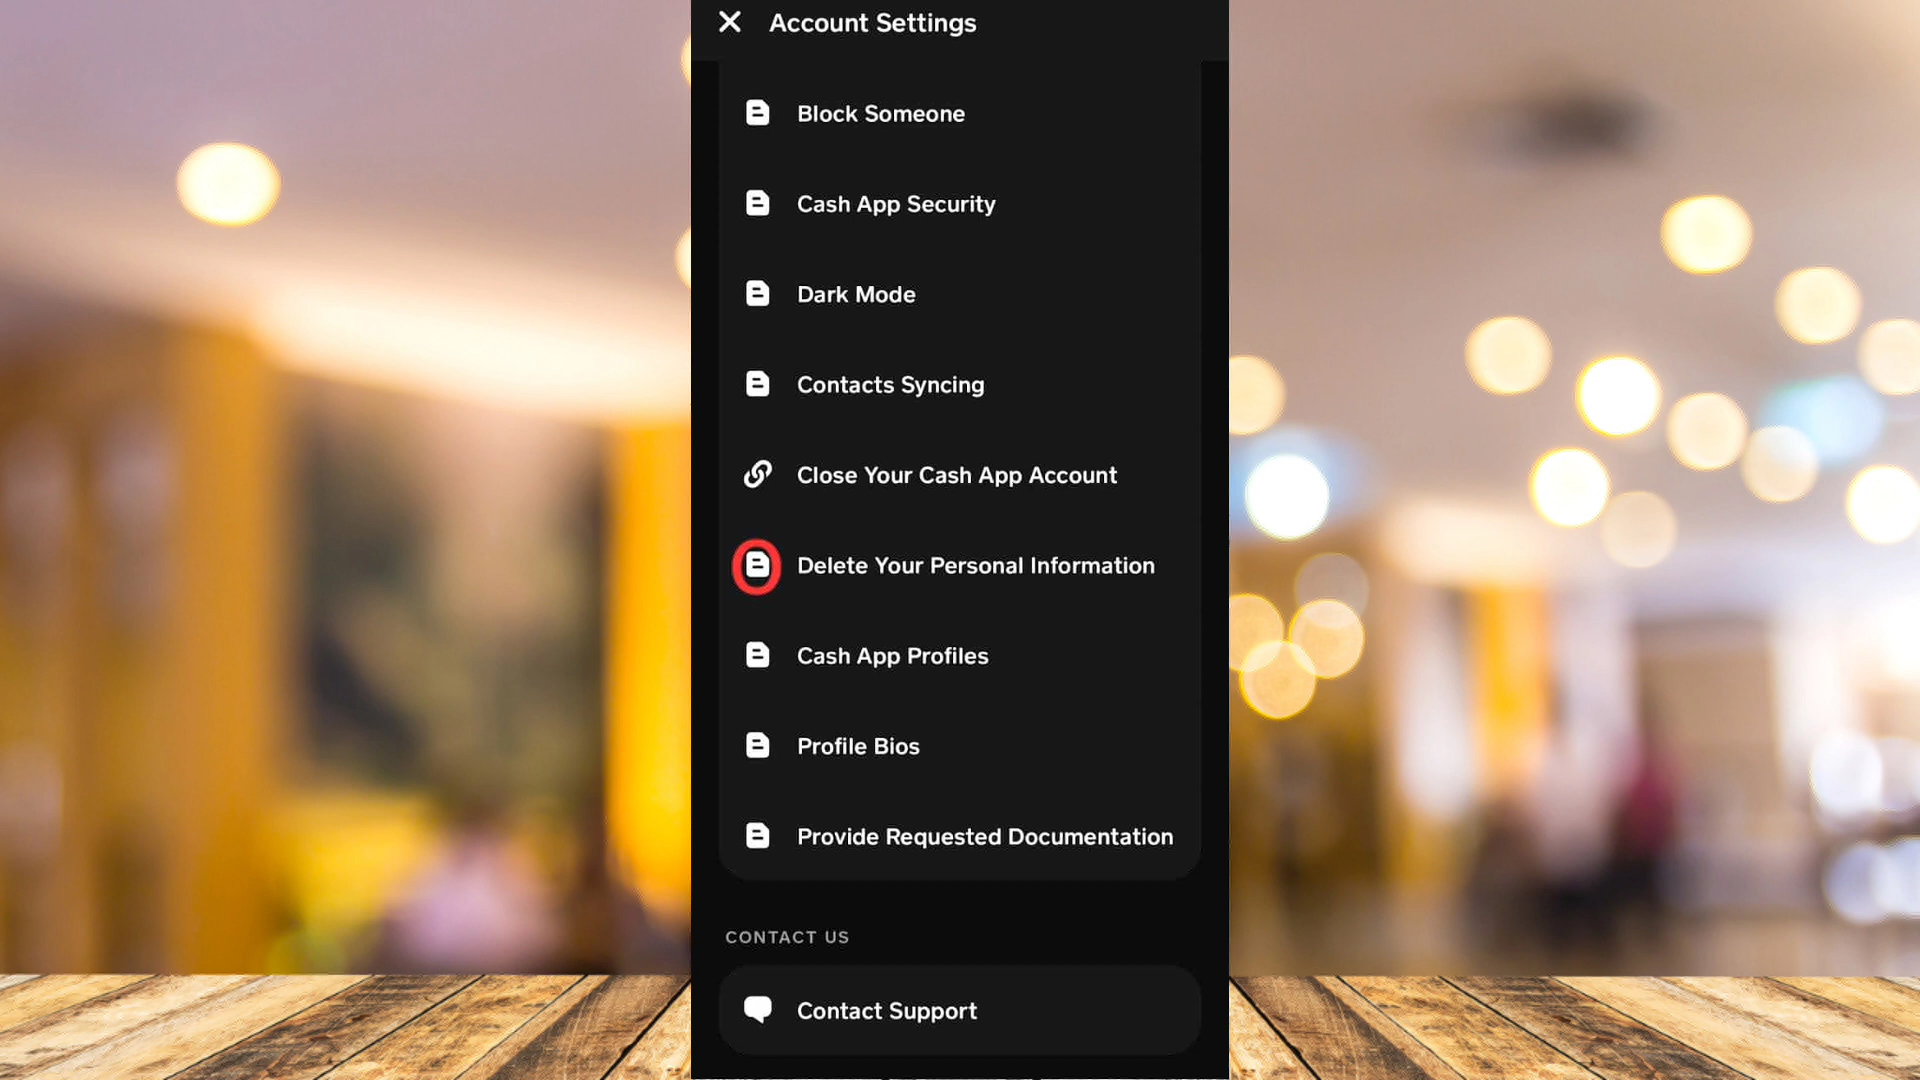 Account Settings
Block Someone
Cash App Security
Dark Mode
Contacts Syncing
Close Your Cash App Account
Delete Your Personal Information
Cash App Profiles
Profile Bios
Provide Requested Documentation
CONTACT US
Contact Support